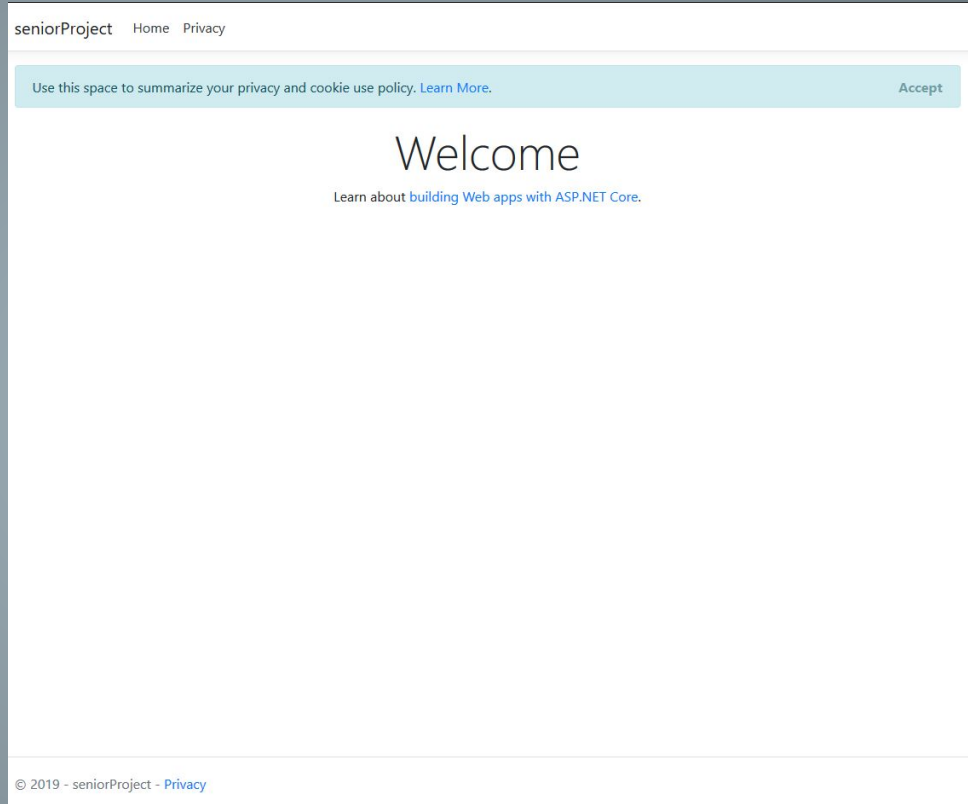 seniorProject Home Privacy
Use this space to summarize your privacy and cookie use policy. Learn More. Accept
Welcome
Learn about building Web apps with ASP.NET Core.
© 2019 - seniorProject - Privacy